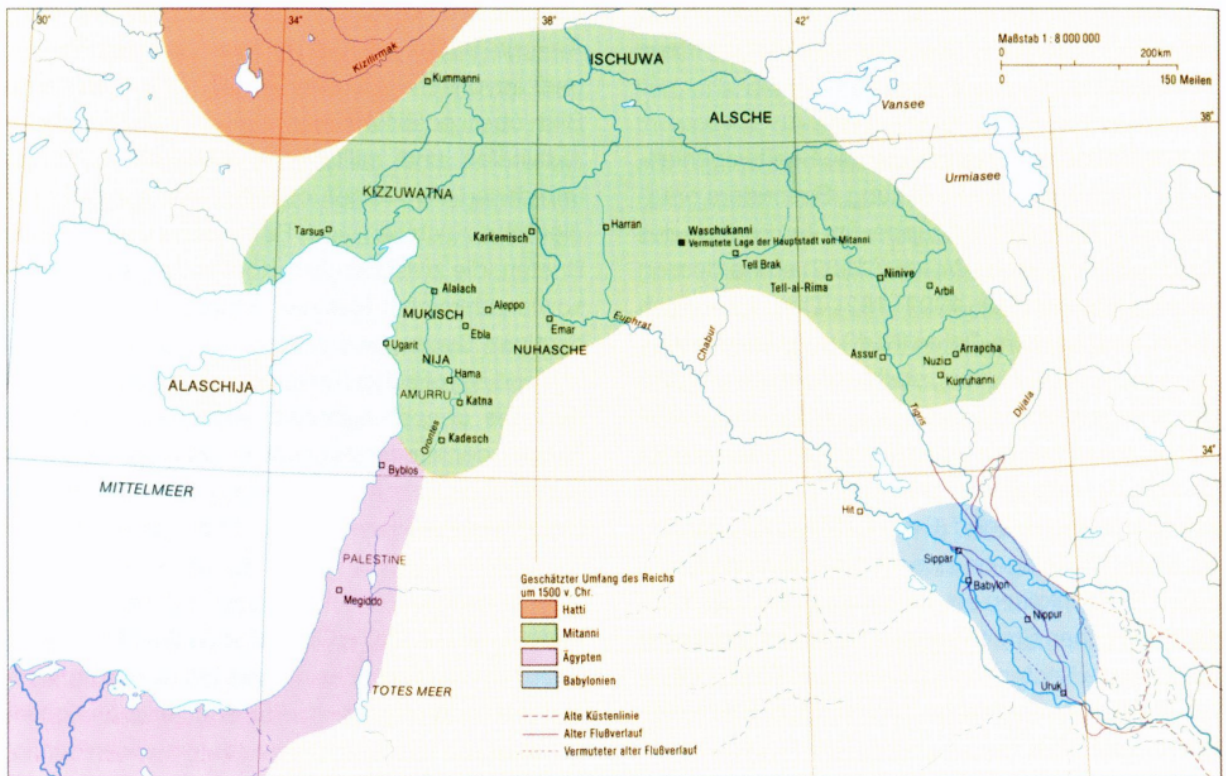 30°
34°
38°
42°
Maßstab 1 : 8 000 000
0 200 km
0 150 Meilen
Kizilirmak
Kummanni
ISCHUWA
ALSCHE
Vansee
38°
Urmiasee
KIZZUWATNA
Tarsus
Karkemisch
Harran
Waschukanni
Vermutete Lage der Hauptstadt von Mitanni
Tell Brak
Tell-al-Rima
Ninive
Arbil
Alalach
MUKISCH
Aleppo
Ebla
Emar
Euphrat
Chabur
Ugarit
NIJA
NUHASCHE
Assur
Nuzi
Arrapcha
Kurruhanni
ALASCHIJA
Hama
AMURRU
Katna
Orontes
Kadesch
Tigris
Dijala
Byblos
34°
MITTELMEER
Hit
PALESTINE
Megiddo
Sippar
Babylon
Nippur
Uruk
TOTES MEER
Geschätzter Umfang des Reichs
um 1500 v. Chr.
Hatti
Mitanni
Ägypten
Babylonien
Alte Küstenlinie
Alter Flußverlauf
Vermuteter alter Flußverlauf